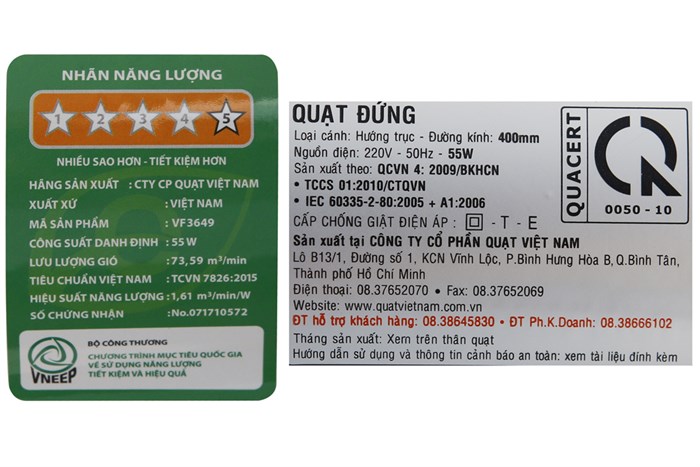 NHÃN NĂNG LƯỢNG
1 2 3 4 5
NHIỀU SAO HƠN - TIẾT KIỆM HƠN
HÃNG SẢN XUẤT : CTY CP QUẠT VIỆT NAM
XUẤT XỨ : VIỆT NAM
MÃ SẢN PHẨM : VF3649
CÔNG SUẤT DANH ĐỊNH : 55W
LƯU LƯỢNG GIÓ : 73,59 m³/min
TIÊU CHUẨN VIỆT NAM : TCVN 7826:2015
HIỆU SUẤT NĂNG LƯỢNG : 1,61 m³/min/W
SỐ CHỨNG NHẬN : No.071710572
BỘ CÔNG THƯƠNG
CHƯƠNG TRÌNH MỤC TIÊU QUỐC GIA
VỀ SỬ DỤNG NĂNG LƯỢNG
TIẾT KIỆM VÀ HIỆU QUẢ
VNEEP
QUẠT ĐỨNG
Loại cánh: Hướng trục - Đường kính: 400mm
Nguồn điện: 220V - 50Hz - 55W
Sản xuất theo: QCVN 4: 2009/BKHCN
• TCCS 01:2010/CTQVN
• IEC 60335-2-80:2005 + A1:2006
CẤP CHỐNG GIẬT ĐIỆN ÁP : - T - E
Sản xuất tại CÔNG TY CỔ PHẦN QUẠT VIỆT NAM
Lô B13/1, Đường số 1, KCN Vĩnh Lộc, P.Bình Hưng Hòa B,Q.Bình Tân,
Thành phố Hồ Chí Minh
Điện thoại: 08.37652070 • Fax: 08.37652069
Website: www.quatvietnam.com.vn
ĐT hỗ trợ khách hàng: 08.38645830 • ĐT Ph.K.Doanh: 08.38666102
Tháng sản xuất: Xem trên thân quạt
Hướng dẫn sử dụng và thông tin cảnh báo an toàn: xem tài liệu đính kèm
QUACERT
0050 - 10